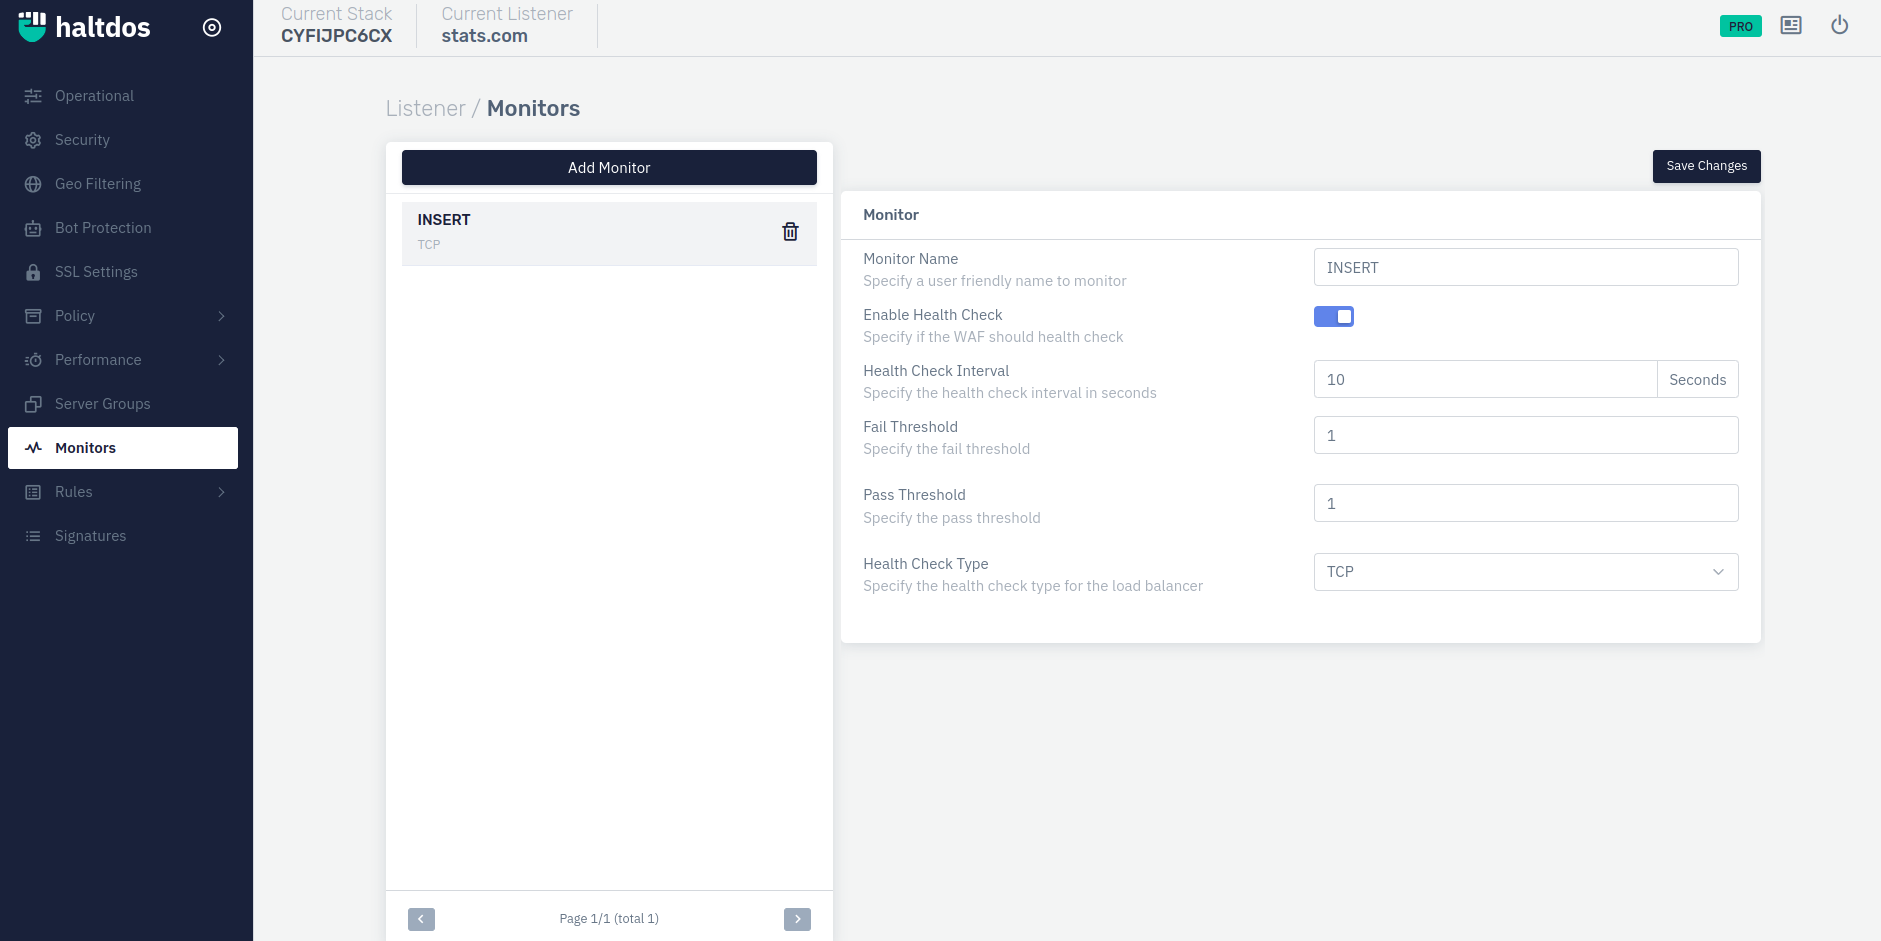 haltdos
Current Stack
CYFIJPC6CX
Current Listener
stats.com
PRO
Operational
Security
Geo Filtering
Bot Protection
SSL Settings
Policy
Performance
Server Groups
Monitors
Rules
Signatures
Listener / Monitors
Add Monitor
INSERT
TCP
Page 1/1 (total 1)
Save Changes
Monitor
Monitor Name
Specify a user friendly name to monitor
INSERT
Enable Health Check
Specify if the WAF should health check
Health Check Interval
Specify the health check interval in seconds
10
Seconds
Fail Threshold
Specify the fail threshold
1
Pass Threshold
Specify the pass threshold
1
Health Check Type
Specify the health check type for the load balancer
TCP